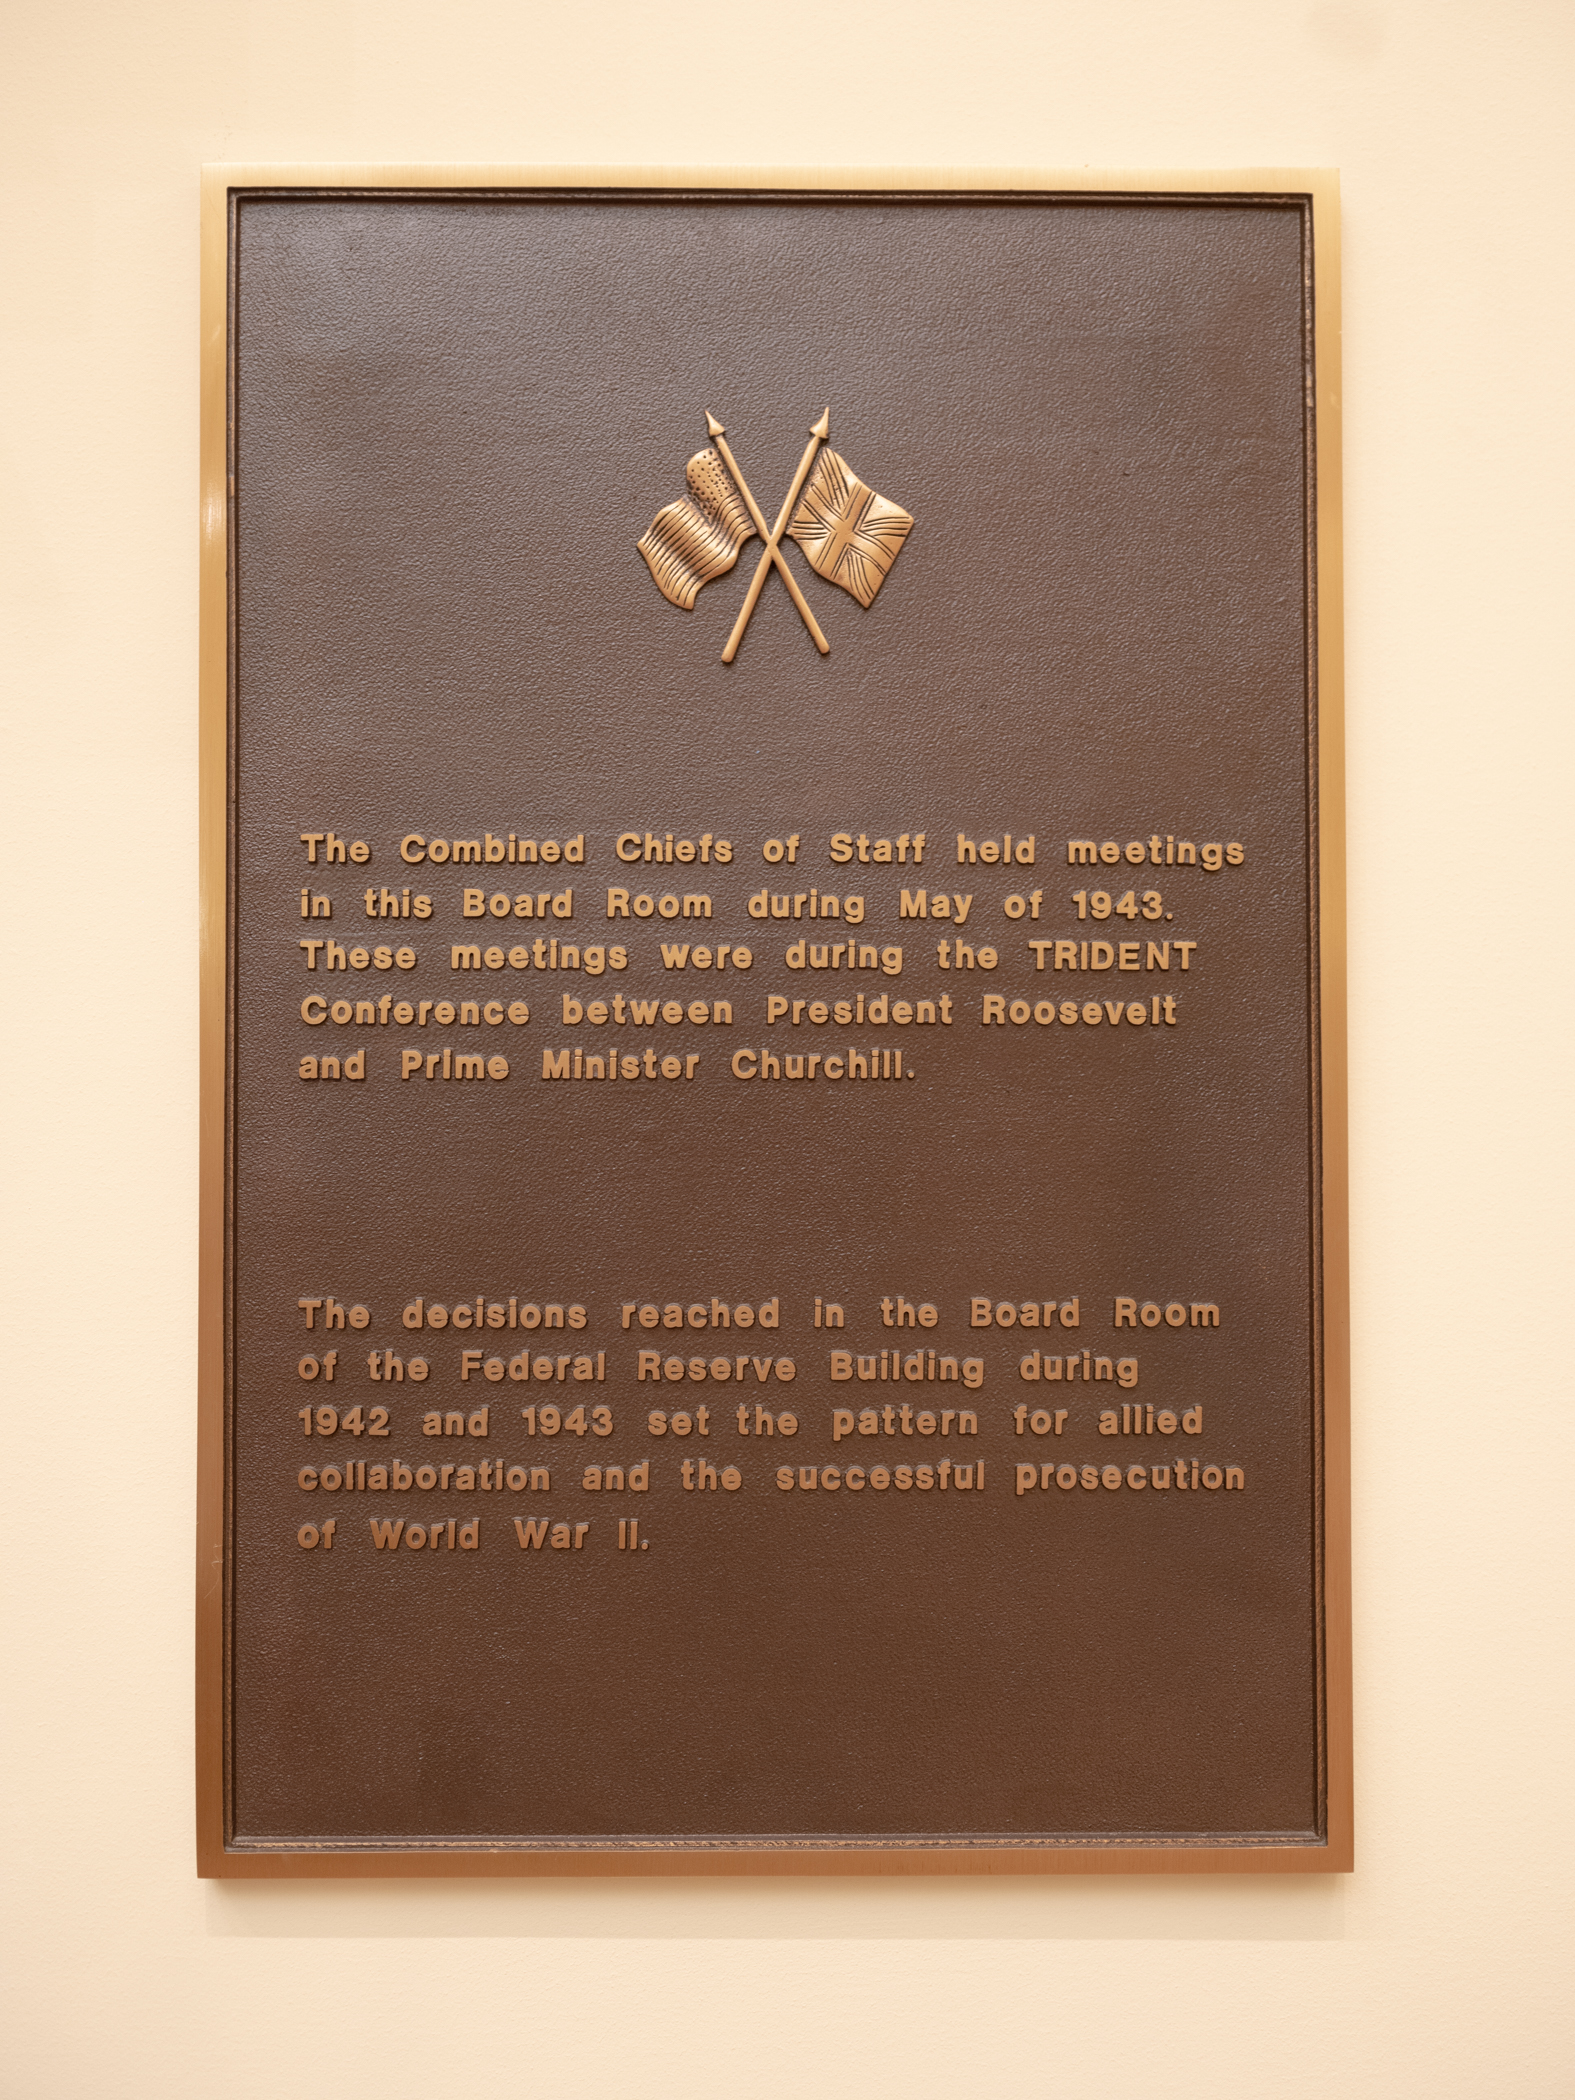 The Combined Chiefs of Staff held meetings
in this Board Room during May of 1943.
These meetings were during the TRIDENT
Conference between President Roosevelt
and Prime Minister Churchill.
The decisions reached in the Board Room
of the Federal Reserve Building during
1942 and 1943 set the pattern for allied
collaboration and the successful prosecution
of World War II.